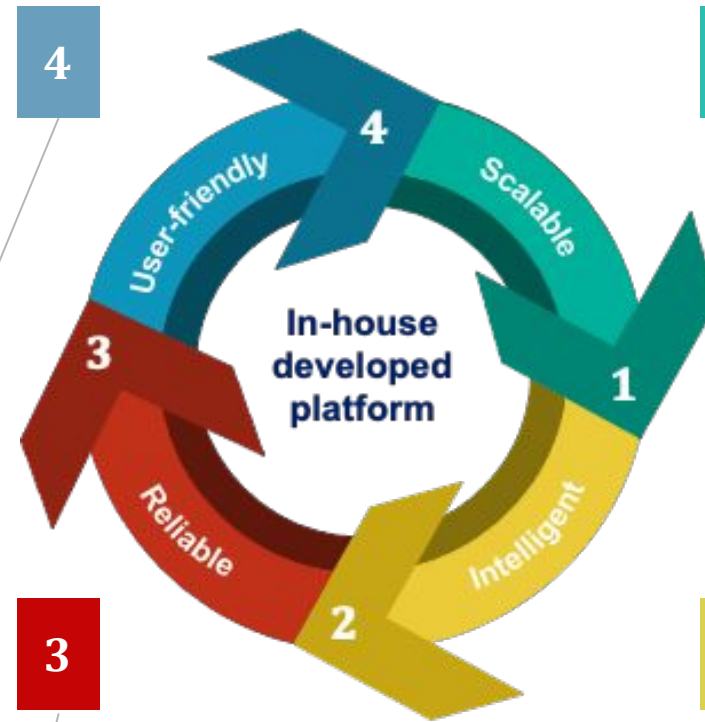 4
4
Scalable
User-friendly
In-house
developed
platform
3
1
Reliable
Intelligent
2
3